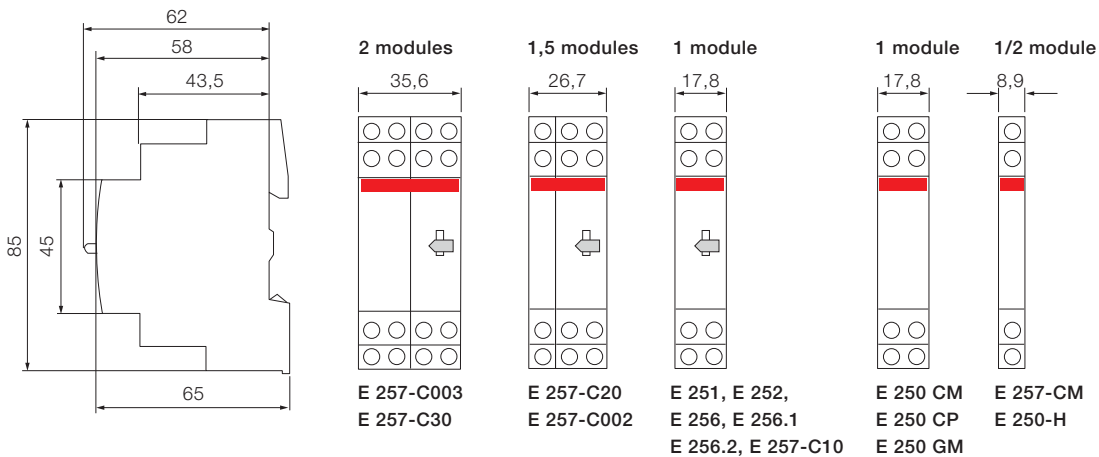 62
58
43,5
85
45
65
2 modules
35,6
E 257-C003
E 257-C30
1,5 modules
26,7
E 257-C20
E 257-C002
1 module
17,8
E 251, E 252,
E 256, E 256.1
E 256.2, E 257-C10
1 module
17,8
E 250 CM
E 250 CP
E 250 GM
1/2 module
8,9
E 257-CM
E 250-H